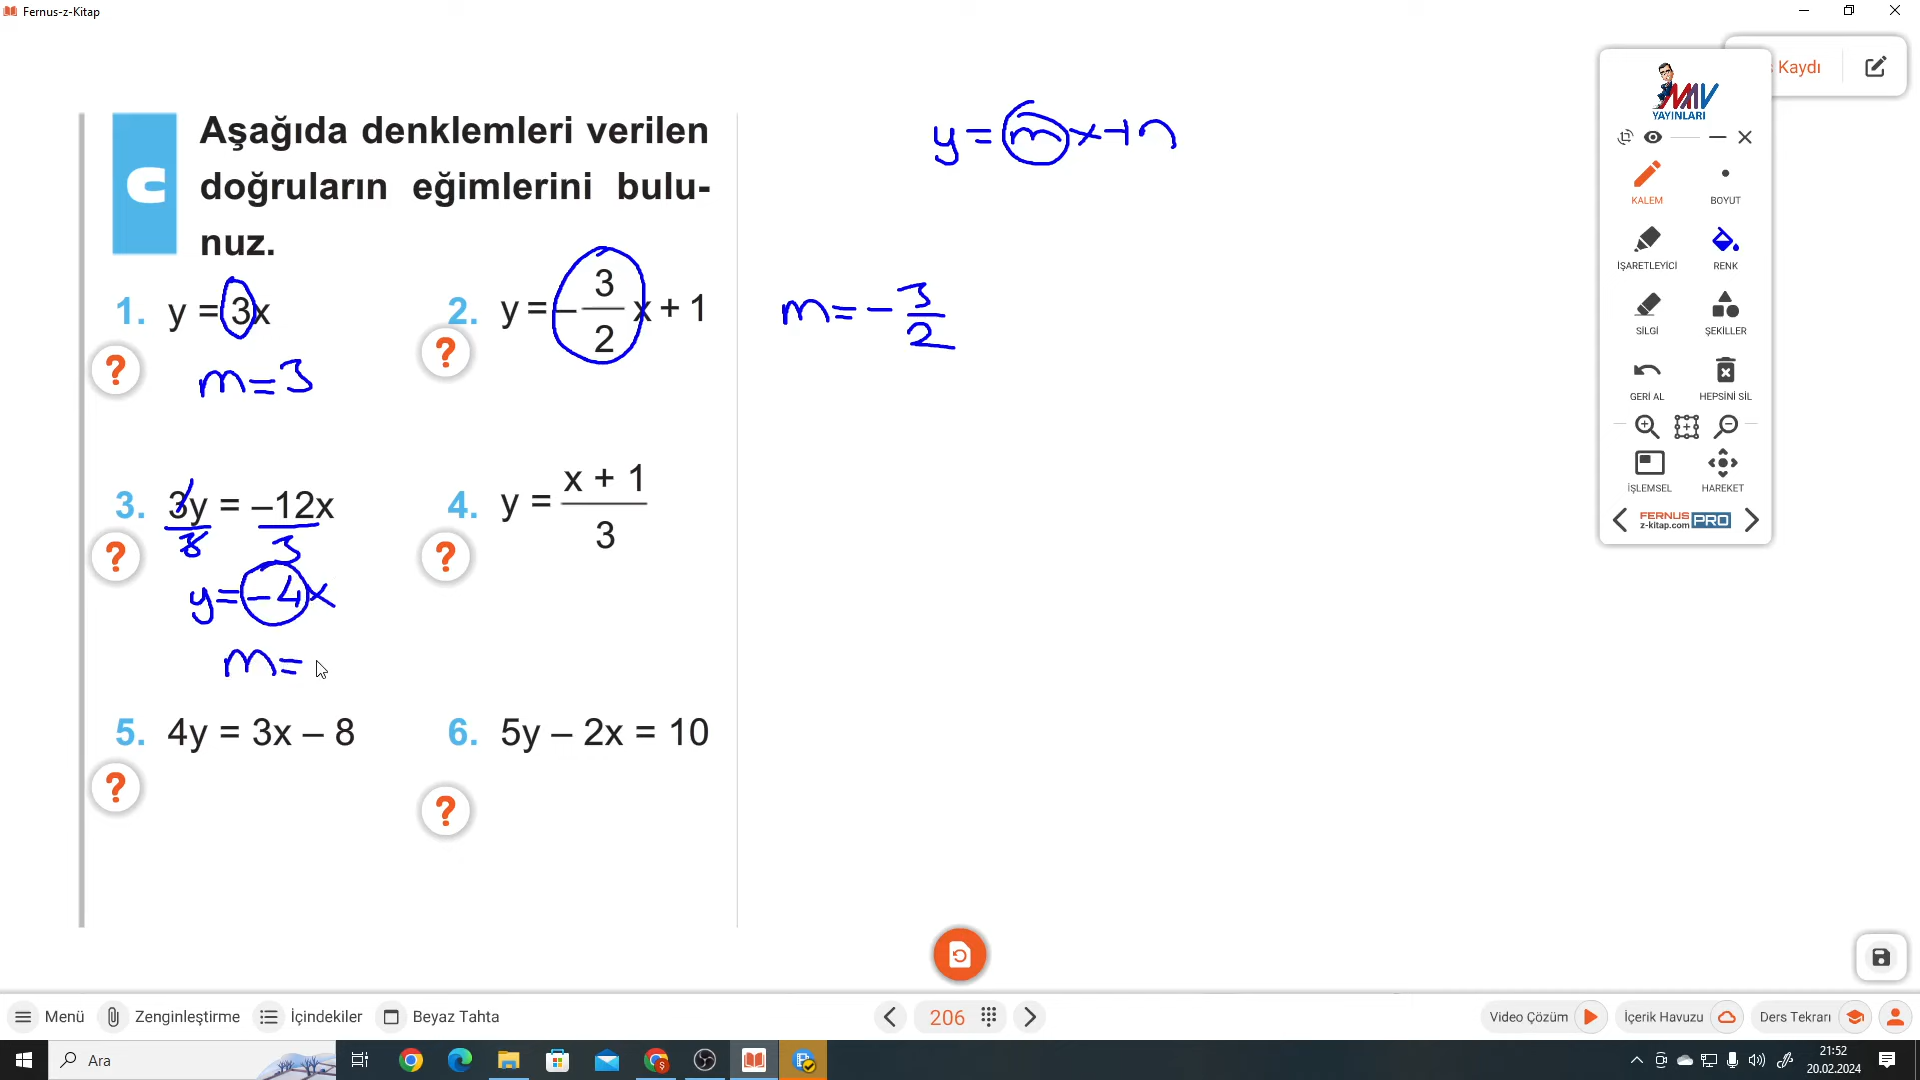 Fernus-z-Kitap
Kaydı
MAV
YAYINLARI
KALEM
BOYUT
İŞARETLEYİCİ
RENK
SİLGİ
ŞEKİLLER
GERİ AL
HEPSİNİ SİL
İŞLEMSEL
HAREKET
FERNUS
z-kitap.com PRO
C
Aşağıda denklemleri verilen
doğruların eğimlerini bulu-
nuz.
y = mx+n
1. y = 3x
m = 3
2. y = – 3/2 x + 1
m = - 3/2
3. 3y = –12x
3 3
y = -4x
m =
4. y = x + 1 / 3
5. 4y = 3x – 8
6. 5y – 2x = 10
? ? ? ? ? ?
Menü Zenginleştirme İçindekiler Beyaz Tahta
206
Video Çözüm İçerik Havuzu Ders Tekrarı
Ara
21:52
20.02.2024